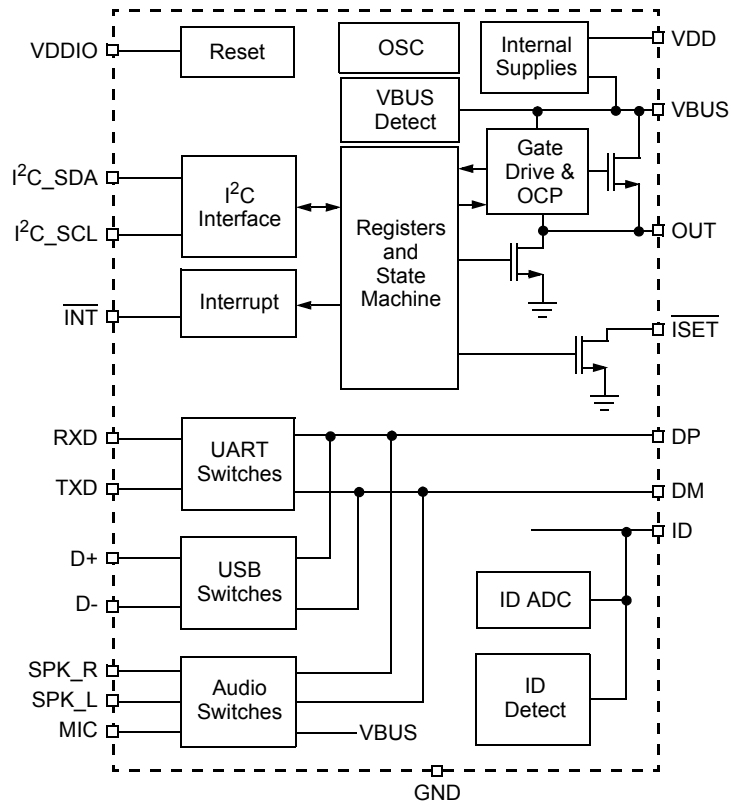 VDDIO
Reset
OSC
Internal
Supplies
VDD
VBUS
Detect
VBUS
Gate
Drive &
OCP
I²C_SDA
I²C_SCL
I²C
Interface
Registers
and
State
Machine
OUT
INT
Interrupt
ISET
RXD
TXD
UART
Switches
DP
DM
D+
D-
USB
Switches
ID
ID ADC
SPK_R
SPK_L
MIC
Audio
Switches
VBUS
ID
Detect
GND